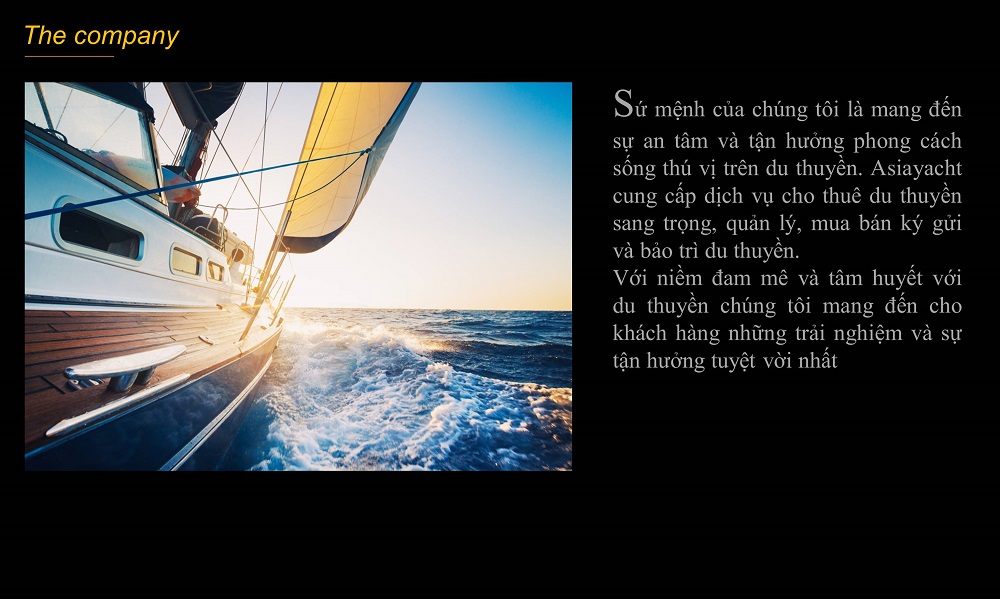 The company
Sứ mệnh của chúng tôi là mang đến
sự an tâm và tận hưởng phong cách
sống thú vị trên du thuyền. Asiayacht
cung cấp dịch vụ cho thuê du thuyền
sang trọng, quản lý, mua bán ký gửi
và bảo trì du thuyền.
Với niềm đam mê và tâm huyết với
du thuyền chúng tôi mang đến cho
khách hàng những trải nghiệm và sự
tận hưởng tuyệt vời nhất